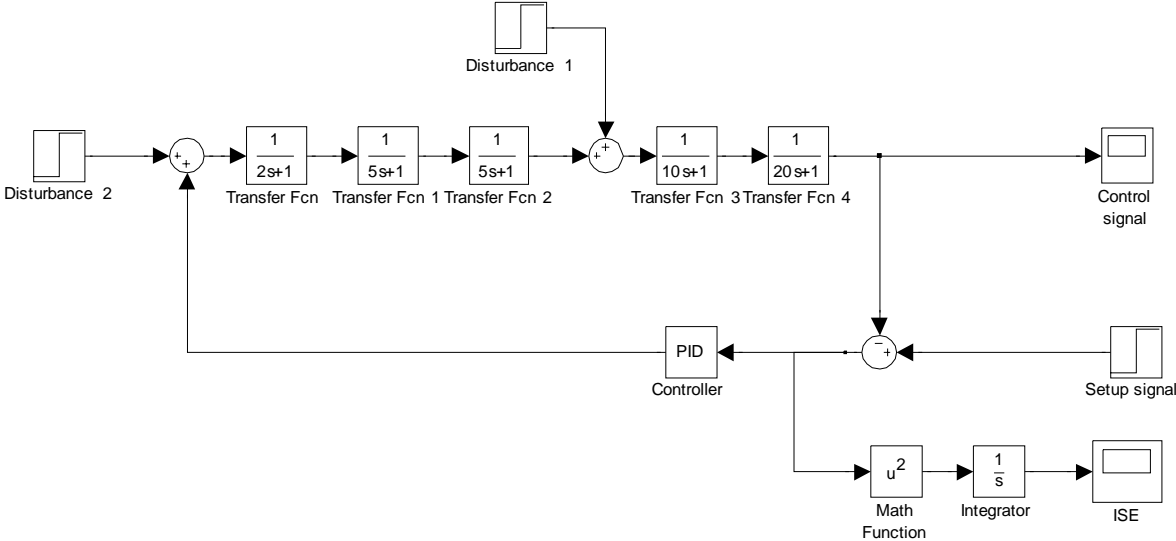 Disturbance 1
Disturbance 2
+
+
1
2s+1
Transfer Fcn
1
5s+1
Transfer Fcn 1
1
5s+1
Transfer Fcn 2
+
+
1
10s+1
Transfer Fcn 3
1
20s+1
Transfer Fcn 4
Control
signal
PID
Controller
−
+
Setup signal
u²
Math
Function
1
s
Integrator
ISE